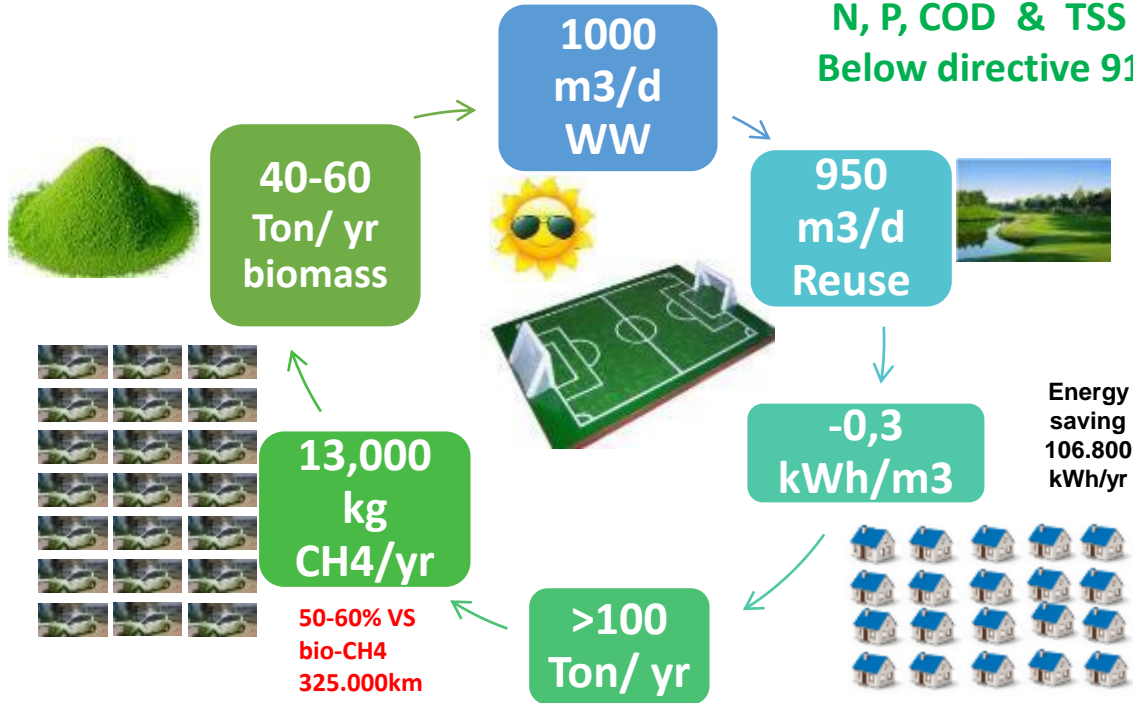 N, P, COD & TSS
Below directive 91
1000
m3/d
WW
950
m3/d
Reuse
40-60
Ton/ yr
biomass
-0,3
kWh/m3
Energy
saving
106.800
kWh/yr
13,000
kg
CH4/yr
50-60% VS
bio-CH4
325.000km
>100
Ton/ yr